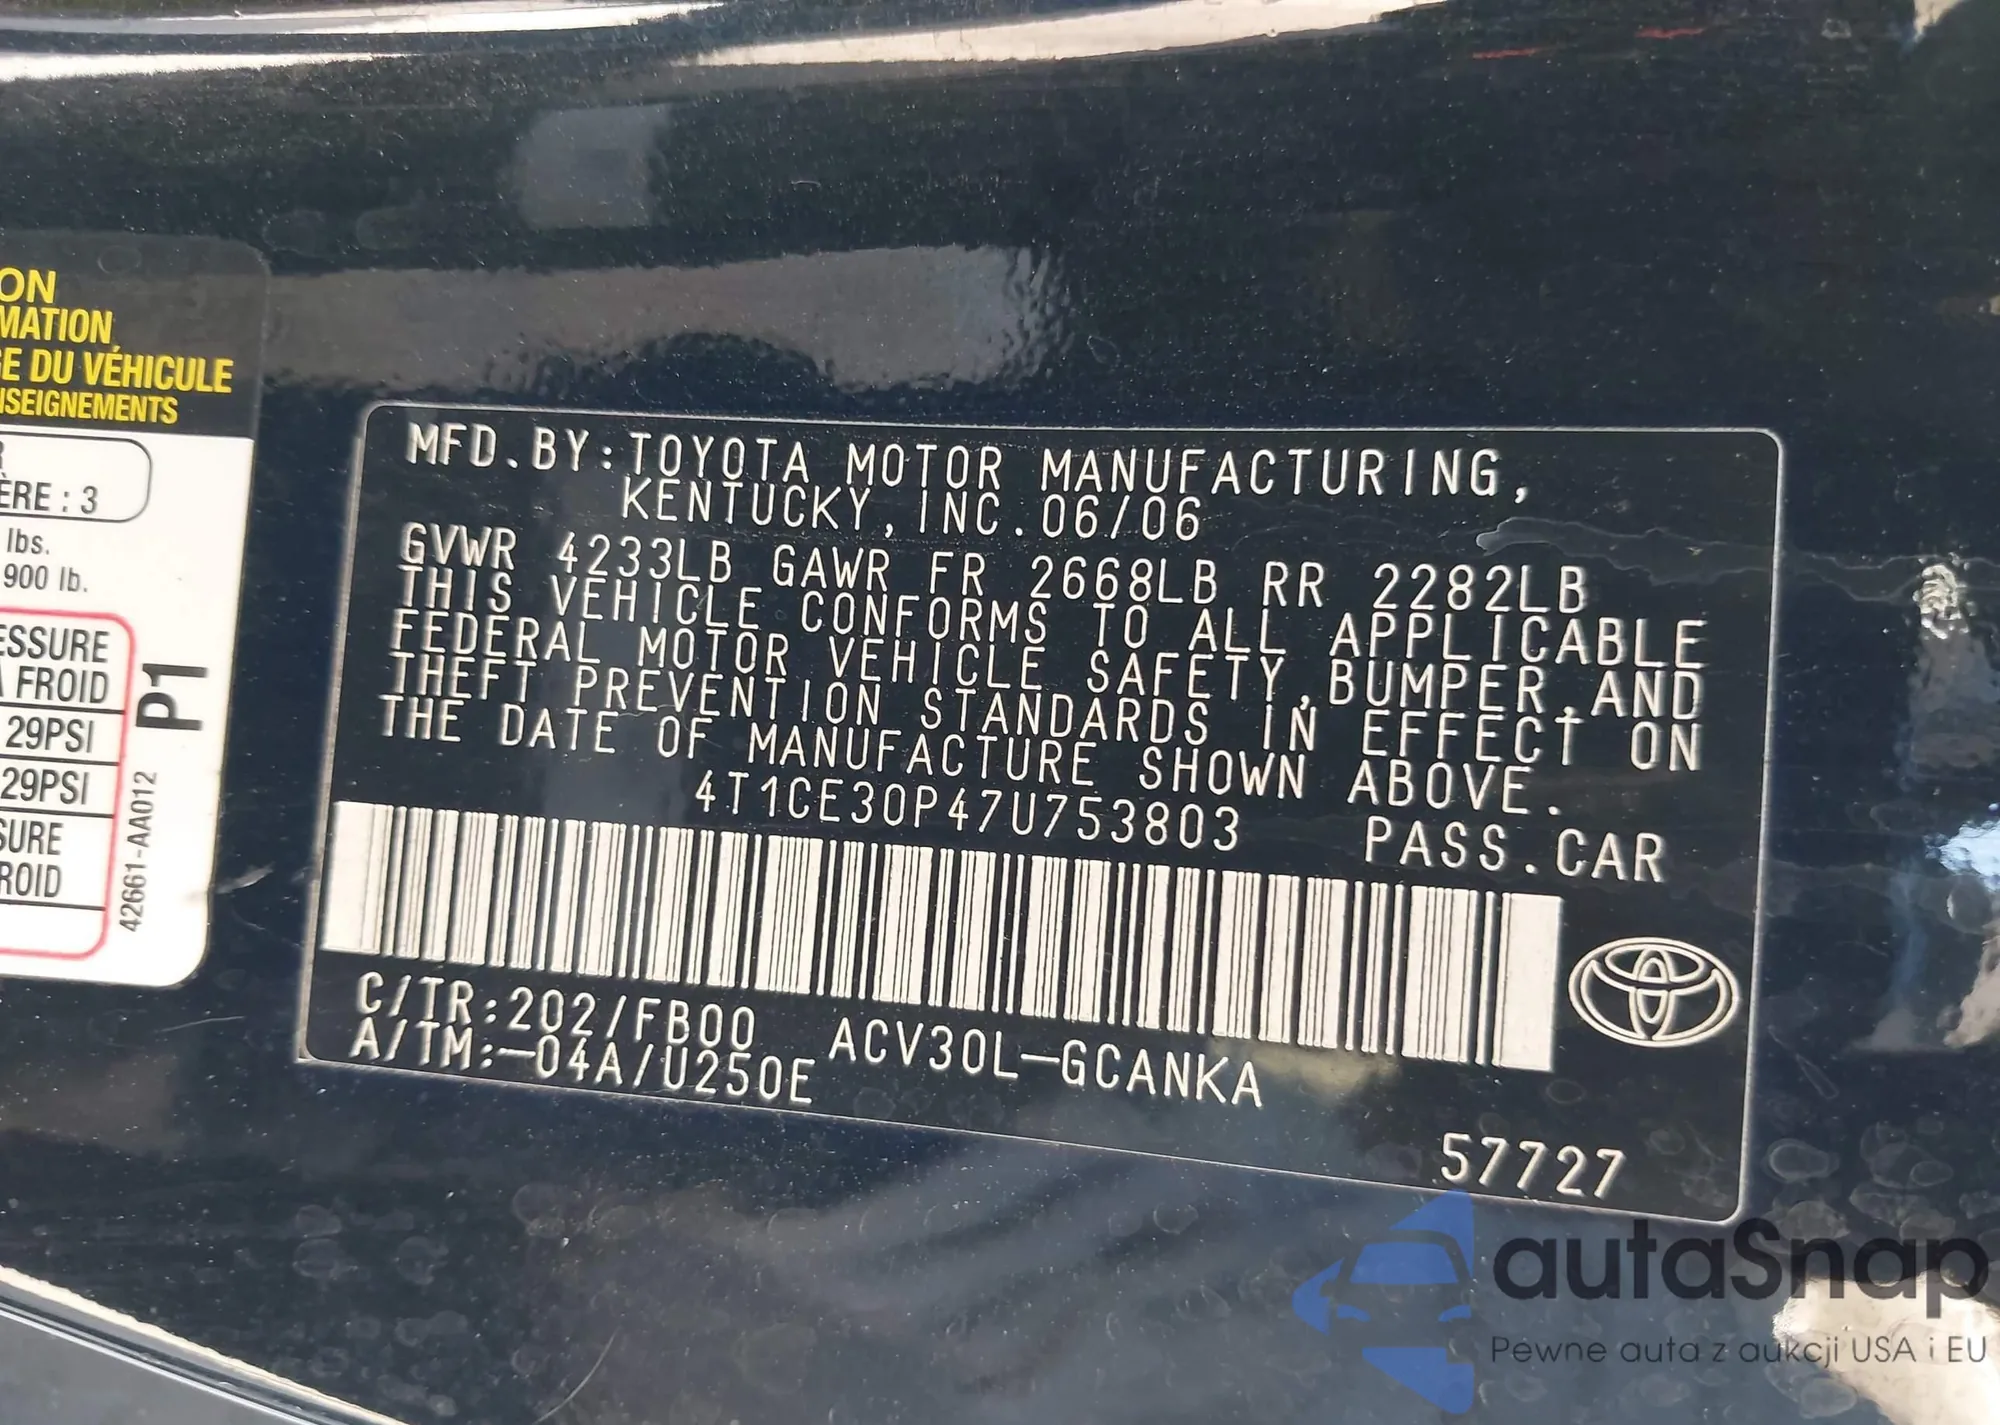 ON
MATION
E DU VÉHICULE
NSEIGNEMENTS
R
ÈRE : 3
lbs.
900 lb.
ESSURE
À FROID
29PSI
29PSI
SURE
ROID
P1
42661-AA012
MFD.BY:TOYOTA MOTOR MANUFACTURING,
KENTUCKY,INC.06/06
GVWR 4233LB GAWR FR 2668LB RR 2282LB
THIS VEHICLE CONFORMS TO ALL APPLICABLE
FEDERAL MOTOR VEHICLE SAFETY,BUMPER,AND
THEFT PREVENTION STANDARDS IN EFFECT ON
THE DATE OF MANUFACTURE SHOWN ABOVE.
4T1CE30P47U753803 PASS.CAR
C/TR:202/FB00 ACV30L-GCANKA
A/TM:-04A/U250E
57727
autaSnap
Pewne auta z aukcji USA i EU